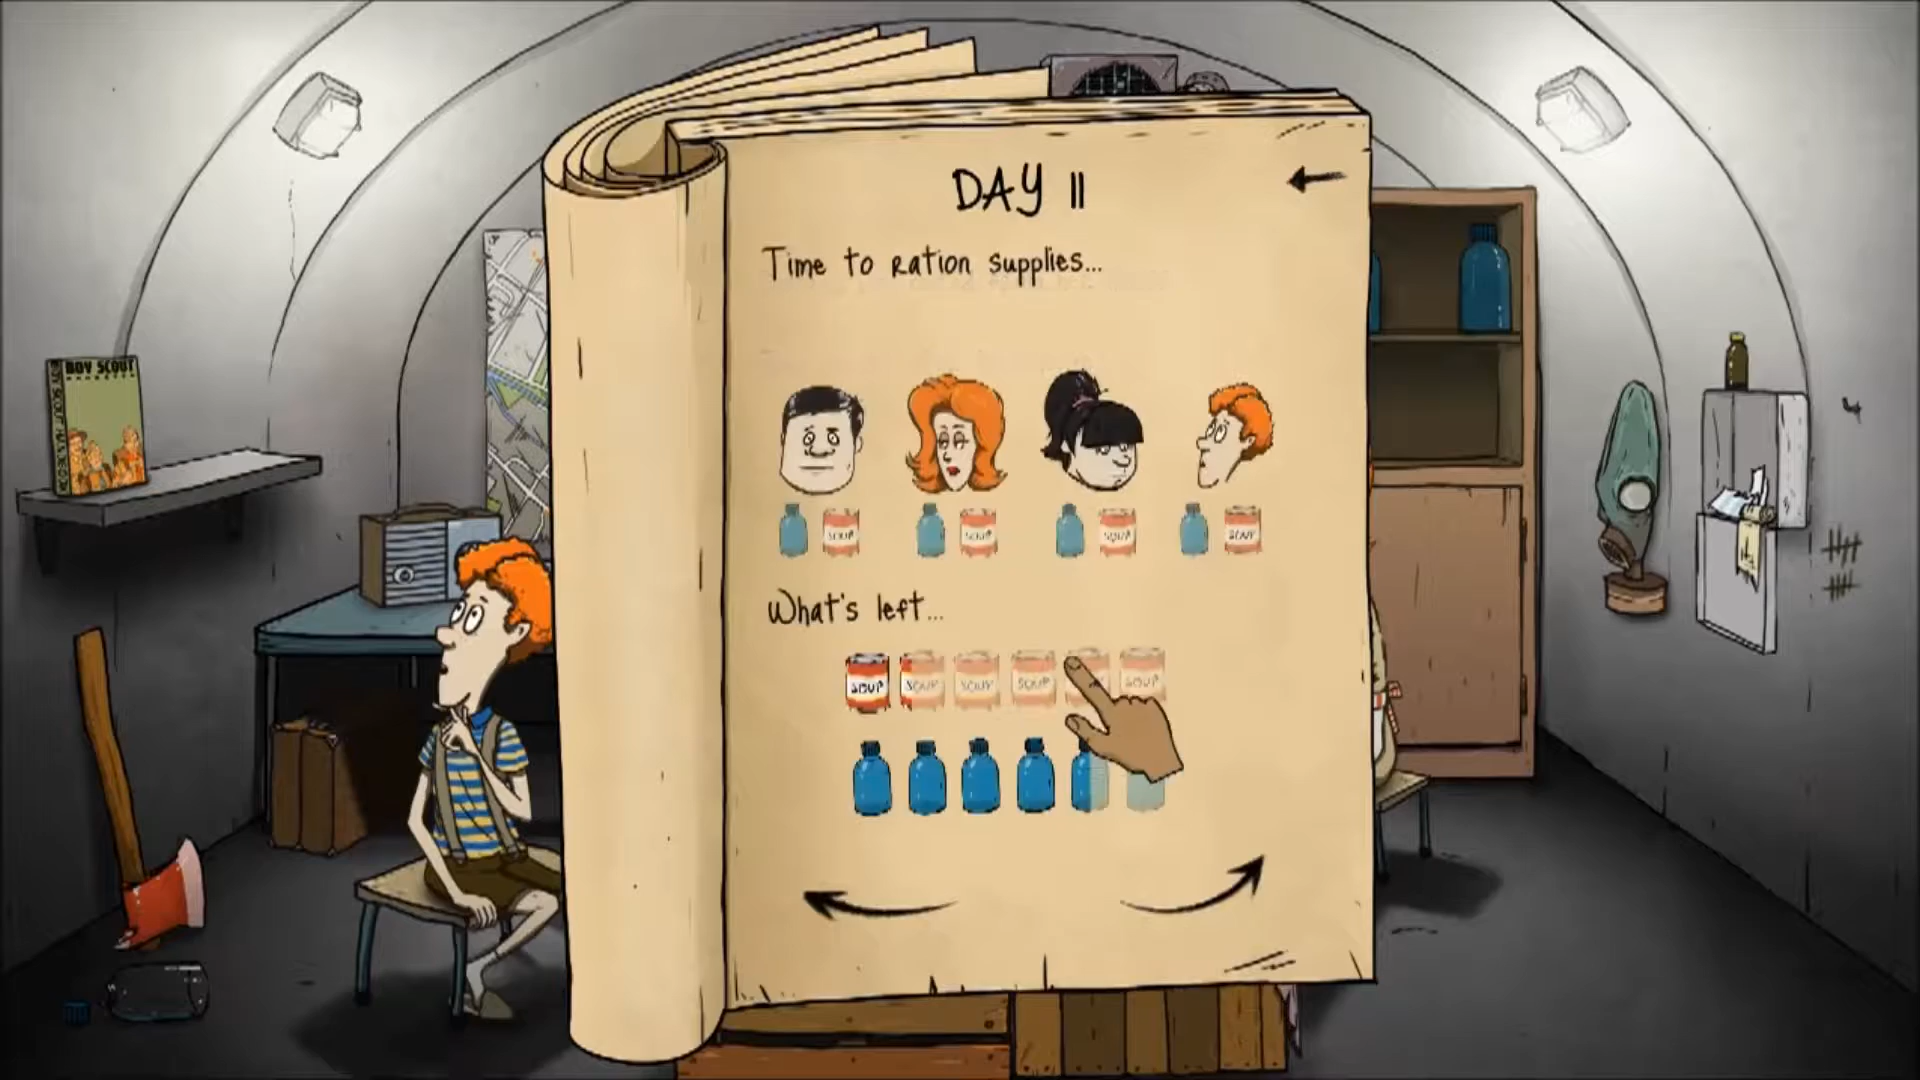 DAY 11
Time to ration supplies...
SOUP SOUP SOUP SOUP
What's left...
SOUP SOUP SOUP SOUP SOUP
BOY SCOUT